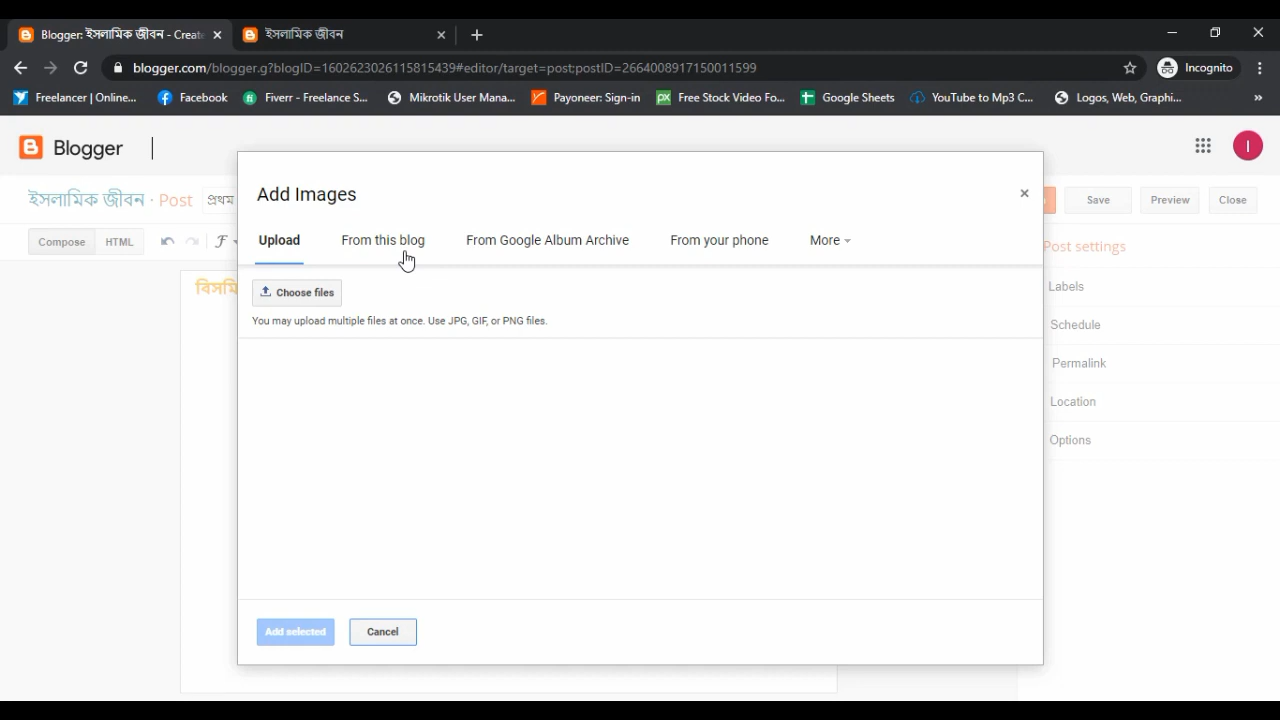 Blogger: ইসলামিক জীবন - Create
ইসলামিক জীবন
blogger.com/blogger.g?blogID=1602623026115815439#editor/target=post;postID=2664008917150011599
Incognito
Freelancer | Online...
Facebook
Fiverr - Freelance S...
Mikrotik User Mana...
Payoneer: Sign-in
Free Stock Video Fo...
Google Sheets
YouTube to Mp3 C...
Logos, Web, Graphi...
»
Blogger
I
ইসলামিক জীবন · Post
প্রথম
Save
Preview
Close
Compose
HTML
Post settings
Labels
Schedule
Permalink
Location
Options
Add Images
Upload
From this blog
From Google Album Archive
From your phone
More
Choose files
You may upload multiple files at once. Use JPG, GIF, or PNG files.
Add selected
Cancel